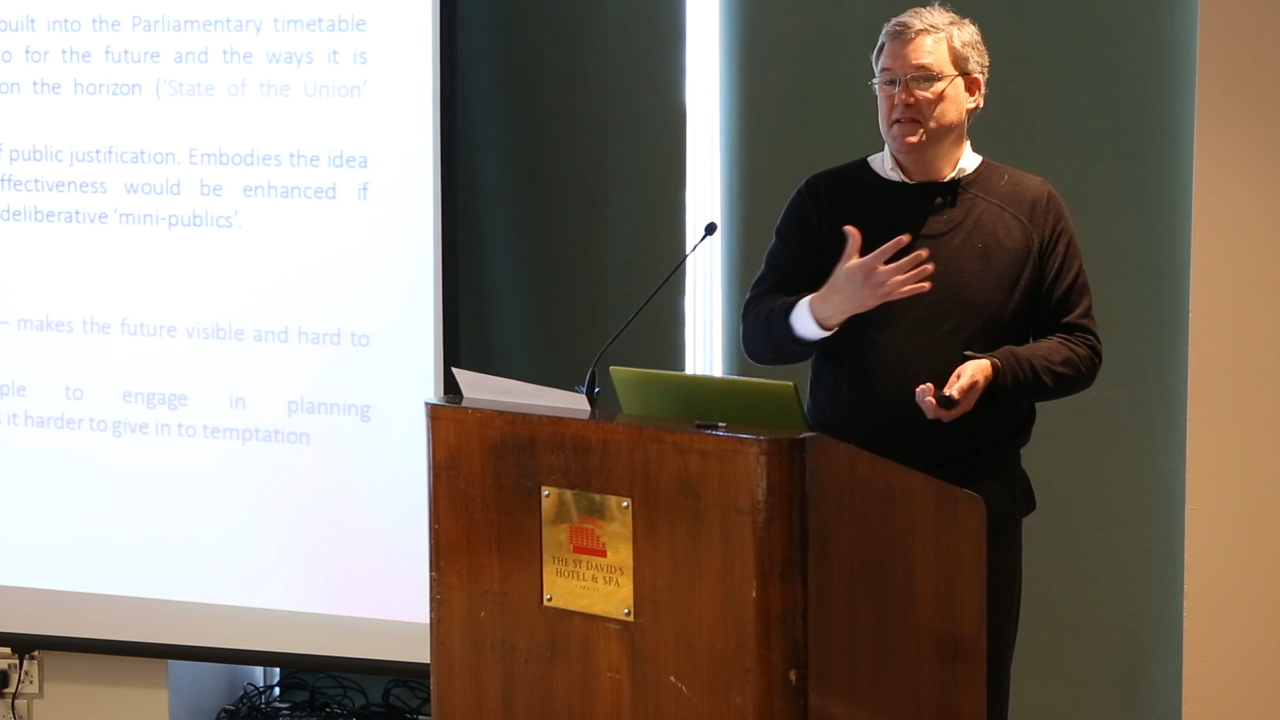 built into the Parliamentary timetable
o for the future and the ways it is
on the horizon ('State of the Union'
f public justification. Embodies the idea
ffectiveness would be enhanced if
deliberative 'mini-publics'.
– makes the future visible and hard to
ple to engage in planning
s it harder to give in to temptation
THE ST DAVID'S
HOTEL & SPA
CARDIFF